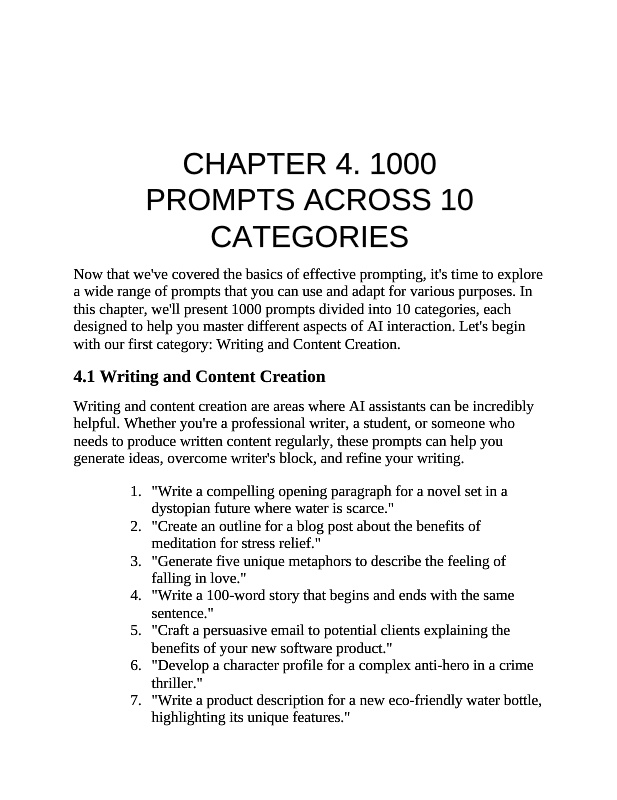 CHAPTER 4. 1000
PROMPTS ACROSS 10
CATEGORIES
Now that we've covered the basics of effective prompting, it's time to explore
a wide range of prompts that you can use and adapt for various purposes. In
this chapter, we'll present 1000 prompts divided into 10 categories, each
designed to help you master different aspects of AI interaction. Let's begin
with our first category: Writing and Content Creation.
4.1 Writing and Content Creation
Writing and content creation are areas where AI assistants can be incredibly
helpful. Whether you're a professional writer, a student, or someone who
needs to produce written content regularly, these prompts can help you
generate ideas, overcome writer's block, and refine your writing.
1. "Write a compelling opening paragraph for a novel set in a
dystopian future where water is scarce."
2. "Create an outline for a blog post about the benefits of
meditation for stress relief."
3. "Generate five unique metaphors to describe the feeling of
falling in love."
4. "Write a 100-word story that begins and ends with the same
sentence."
5. "Craft a persuasive email to potential clients explaining the
benefits of your new software product."
6. "Develop a character profile for a complex anti-hero in a crime
thriller."
7. "Write a product description for a new eco-friendly water bottle,
highlighting its unique features."